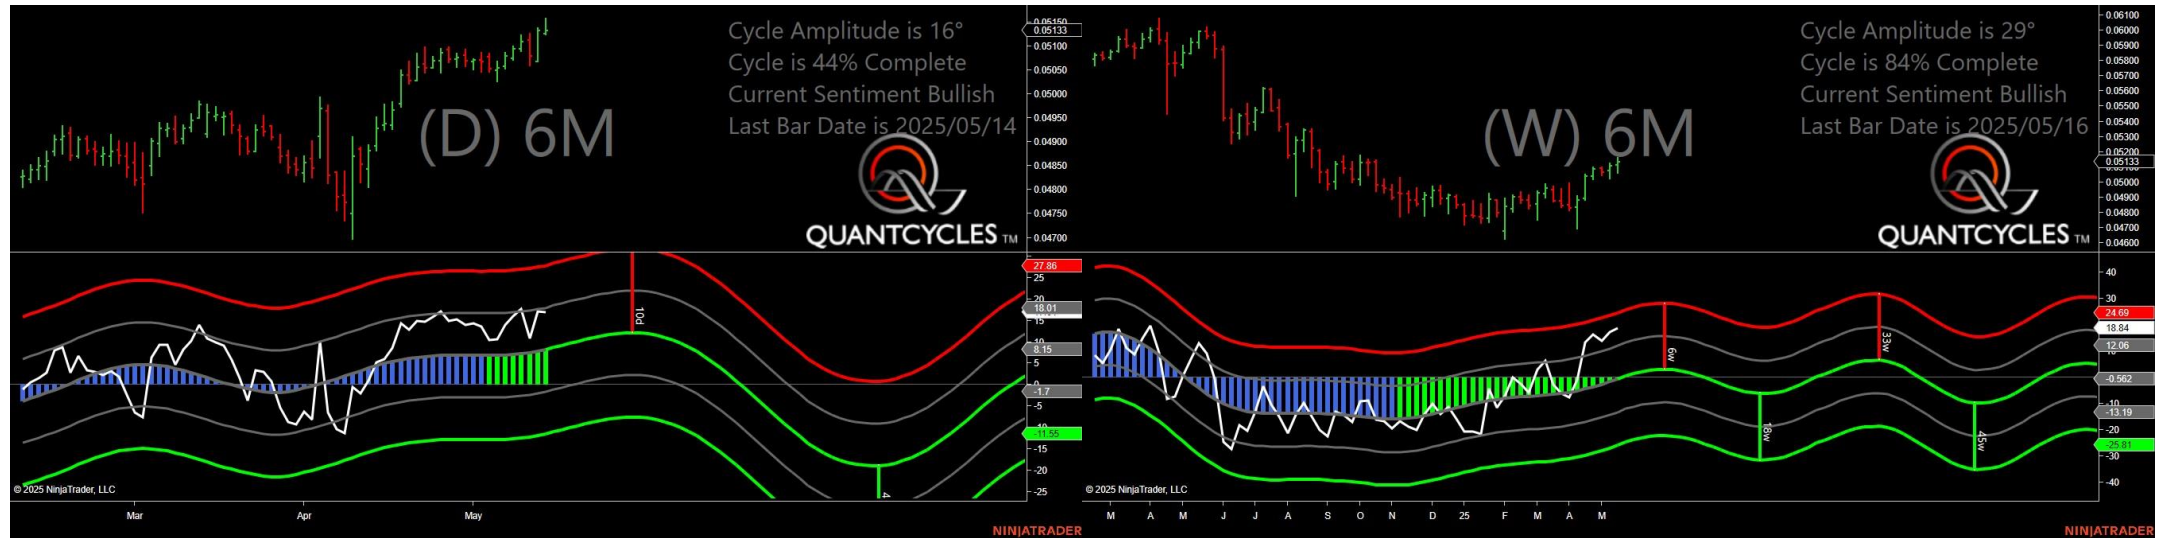 Cycle Amplitude is 16°
Cycle is 44% Complete
Current Sentiment Bullish
Last Bar Date is 2025/05/14
(D) 6M
QUANTCYCLES TM
0.05133
0.05100
0.05050
0.05000
0.04950
0.04900
0.04850
0.04800
0.04750
0.04700
27.86
25
20
18.01
15
10
8.15
5
0
-1.7
-5
-11.55
-15
-20
-25
10d
4
© 2025 NinjaTrader, LLC
Mar
Apr
May
NINJATRADER
Cycle Amplitude is 29°
Cycle is 84% Complete
Current Sentiment Bullish
Last Bar Date is 2025/05/16
(W) 6M
QUANTCYCLES TM
0.06100
0.06000
0.05900
0.05800
0.05700
0.05600
0.05500
0.05400
0.05300
0.05200
0.05133
0.05000
0.04900
0.04800
0.04700
0.04600
40
30
24.69
18.84
12.06
-0.562
-10
-13.19
-20
-25.81
-30
-40
6w
18w
33w
45w
© 2025 NinjaTrader, LLC
M
A
M
J
J
A
S
O
N
D
25
F
M
A
M
NINJATRADER